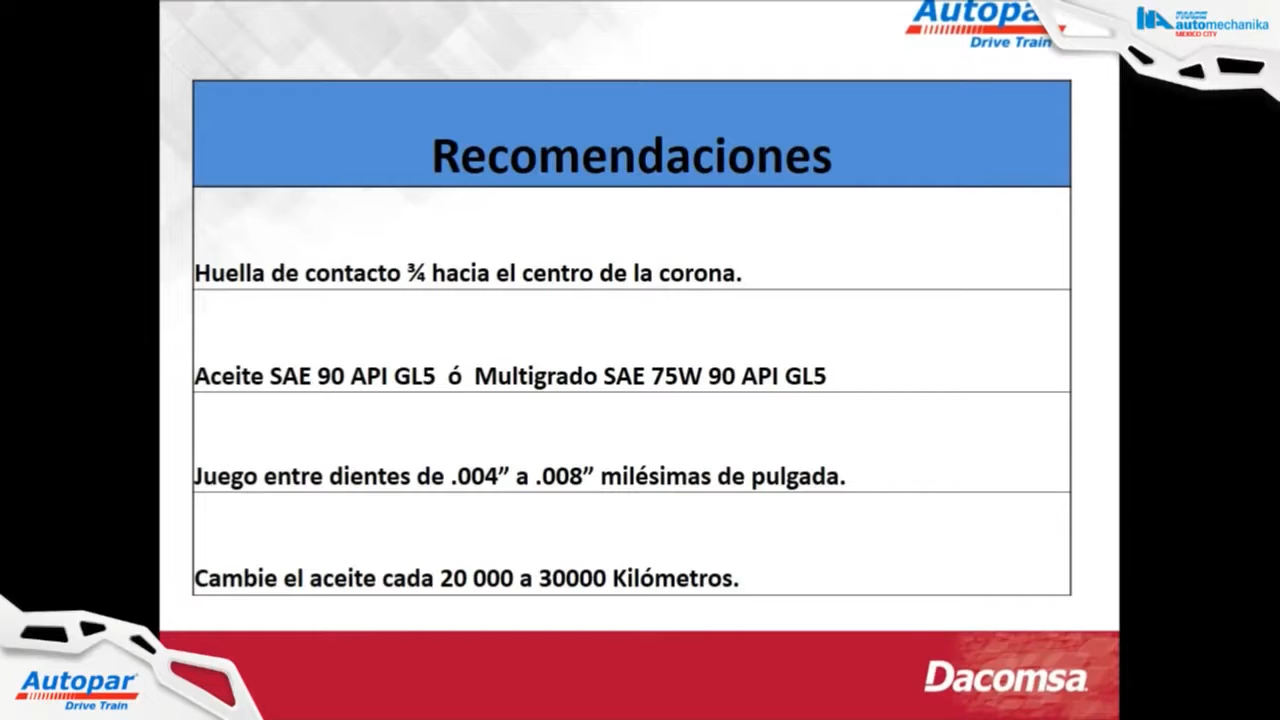 Autopar
Drive Train
automechanika
MEXICO CITY
Recomendaciones
Huella de contacto ¾ hacia el centro de la corona.
Aceite SAE 90 API GL5 ó Multigrado SAE 75W 90 API GL5
Juego entre dientes de .004” a .008” milésimas de pulgada.
Cambie el aceite cada 20 000 a 30000 Kilómetros.
Autopar
Drive Train
Dacomsa